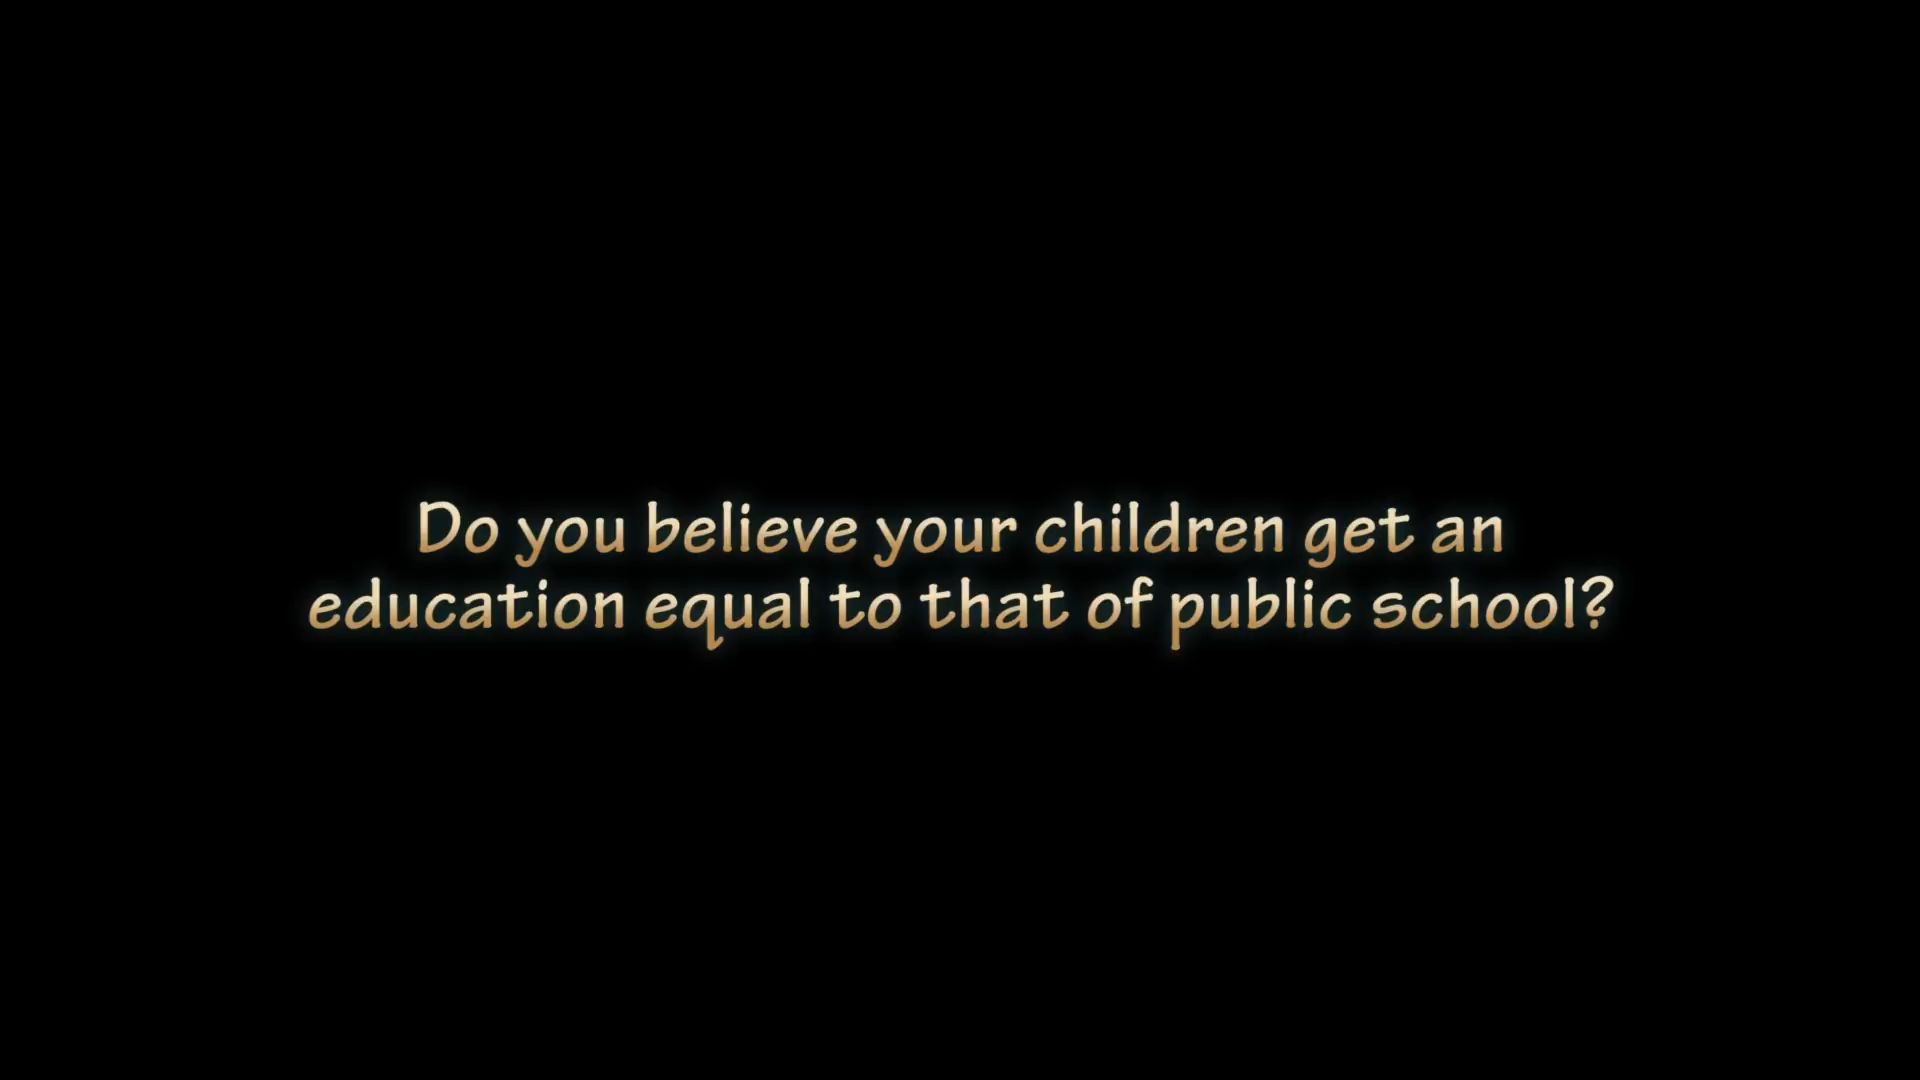 Do you believe your children get an
education equal to that of public school?